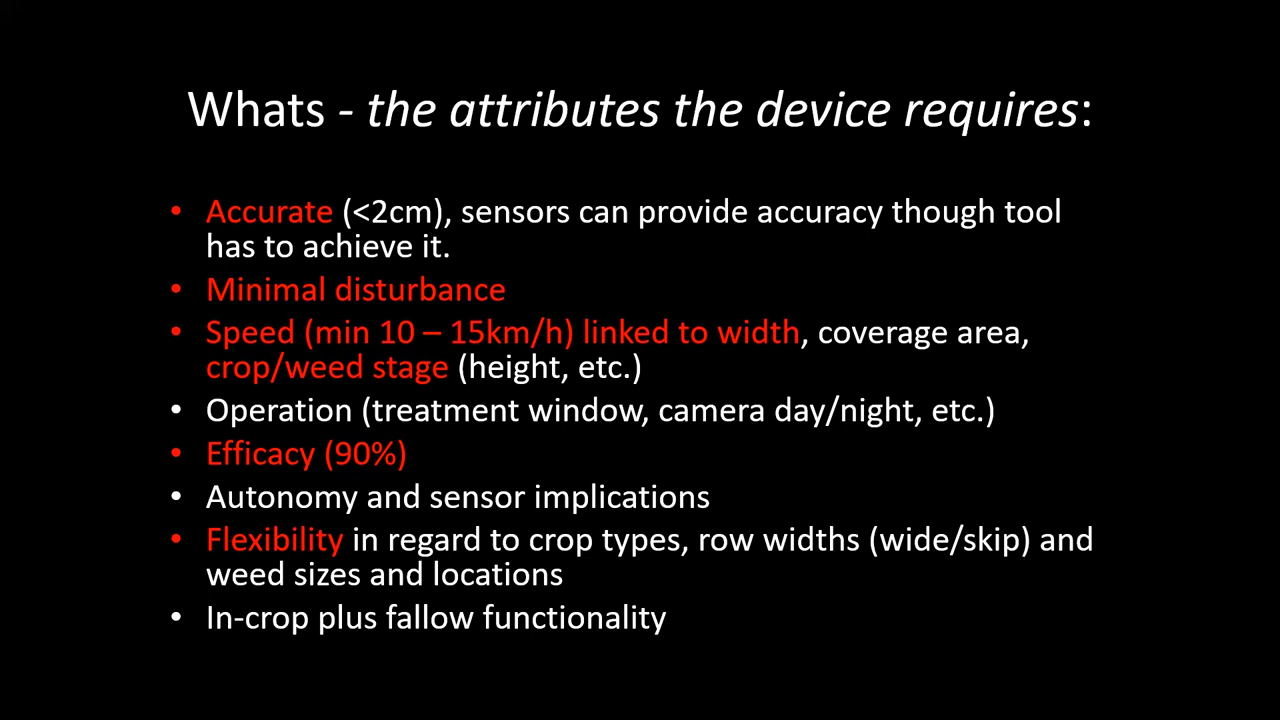 Whats - the attributes the device requires:
• Accurate (<2cm), sensors can provide accuracy though tool
has to achieve it.
• Minimal disturbance
• Speed (min 10 – 15km/h) linked to width, coverage area,
crop/weed stage (height, etc.)
• Operation (treatment window, camera day/night, etc.)
• Efficacy (90%)
• Autonomy and sensor implications
• Flexibility in regard to crop types, row widths (wide/skip) and
weed sizes and locations
• In-crop plus fallow functionality